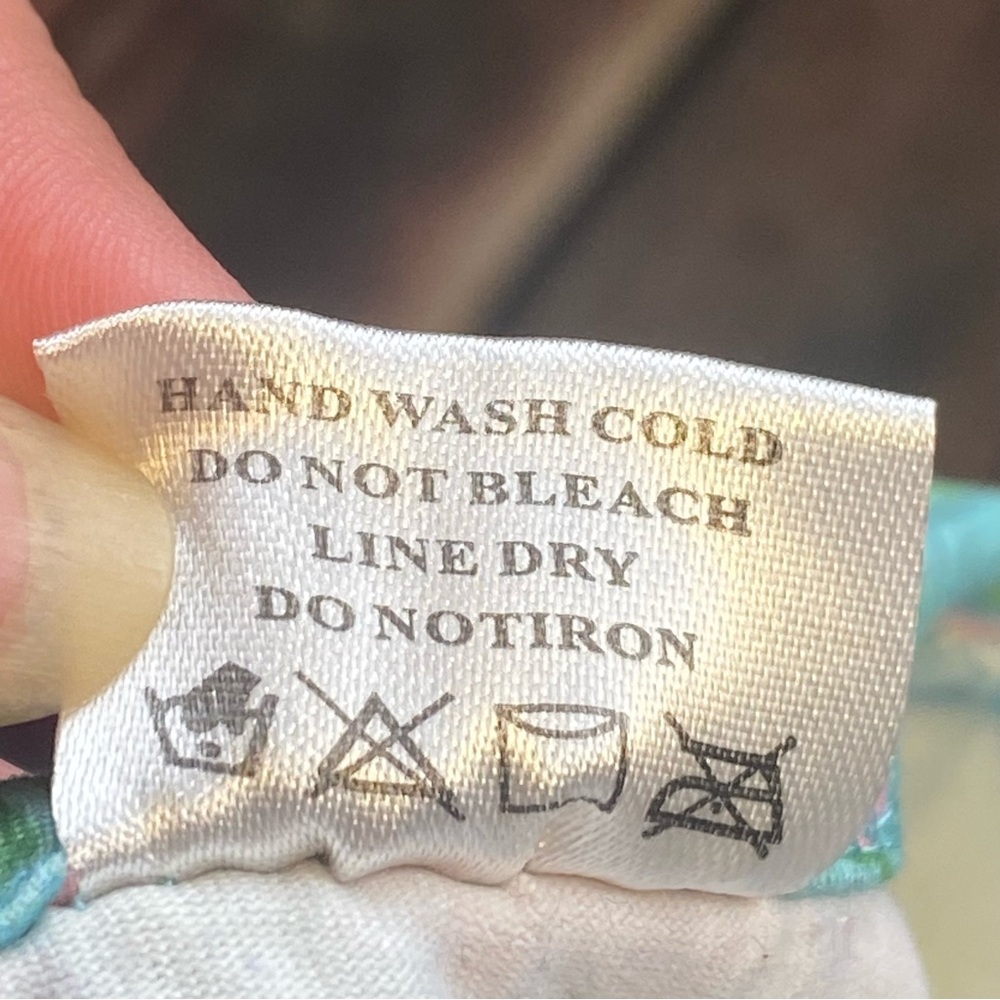 HAND WASH COLD
DO NOT BLEACH
LINE DRY
DO NOTIRON